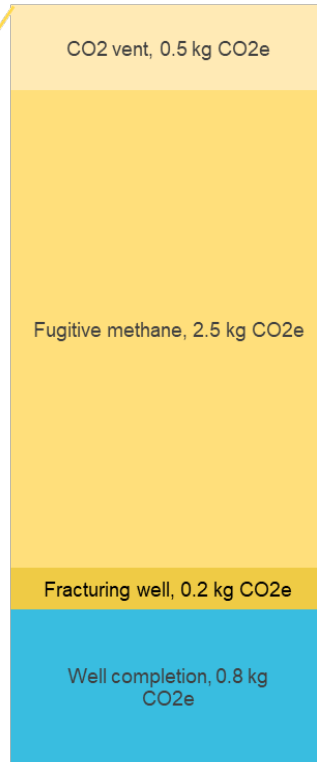 CO2 vent, 0.5 kg CO2e
Fugitive methane, 2.5 kg CO2e
Fracturing well, 0.2 kg CO2e
Well completion, 0.8 kg
CO2e